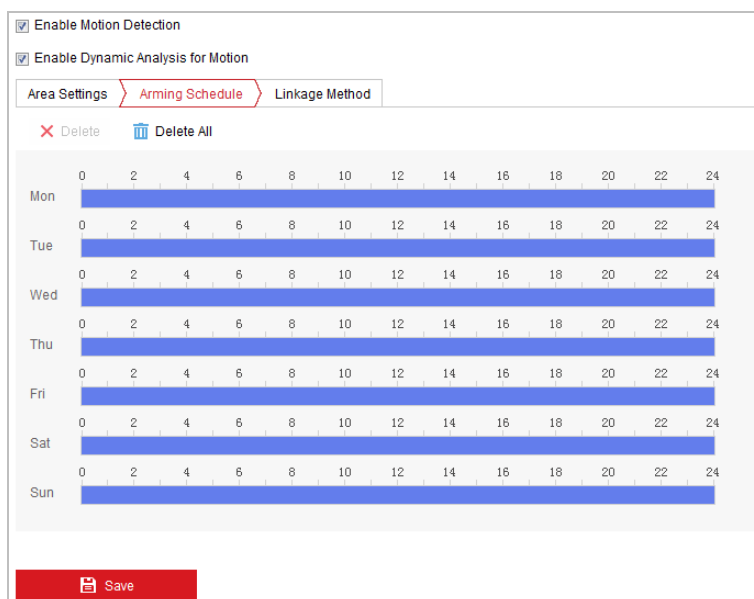 Enable Motion Detection
Enable Dynamic Analysis for Motion
Area Settings Arming Schedule Linkage Method
Delete Delete All
0 2 4 6 8 10 12 14 16 18 20 22 24
Mon
0 2 4 6 8 10 12 14 16 18 20 22 24
Tue
0 2 4 6 8 10 12 14 16 18 20 22 24
Wed
0 2 4 6 8 10 12 14 16 18 20 22 24
Thu
0 2 4 6 8 10 12 14 16 18 20 22 24
Fri
0 2 4 6 8 10 12 14 16 18 20 22 24
Sat
0 2 4 6 8 10 12 14 16 18 20 22 24
Sun
Save